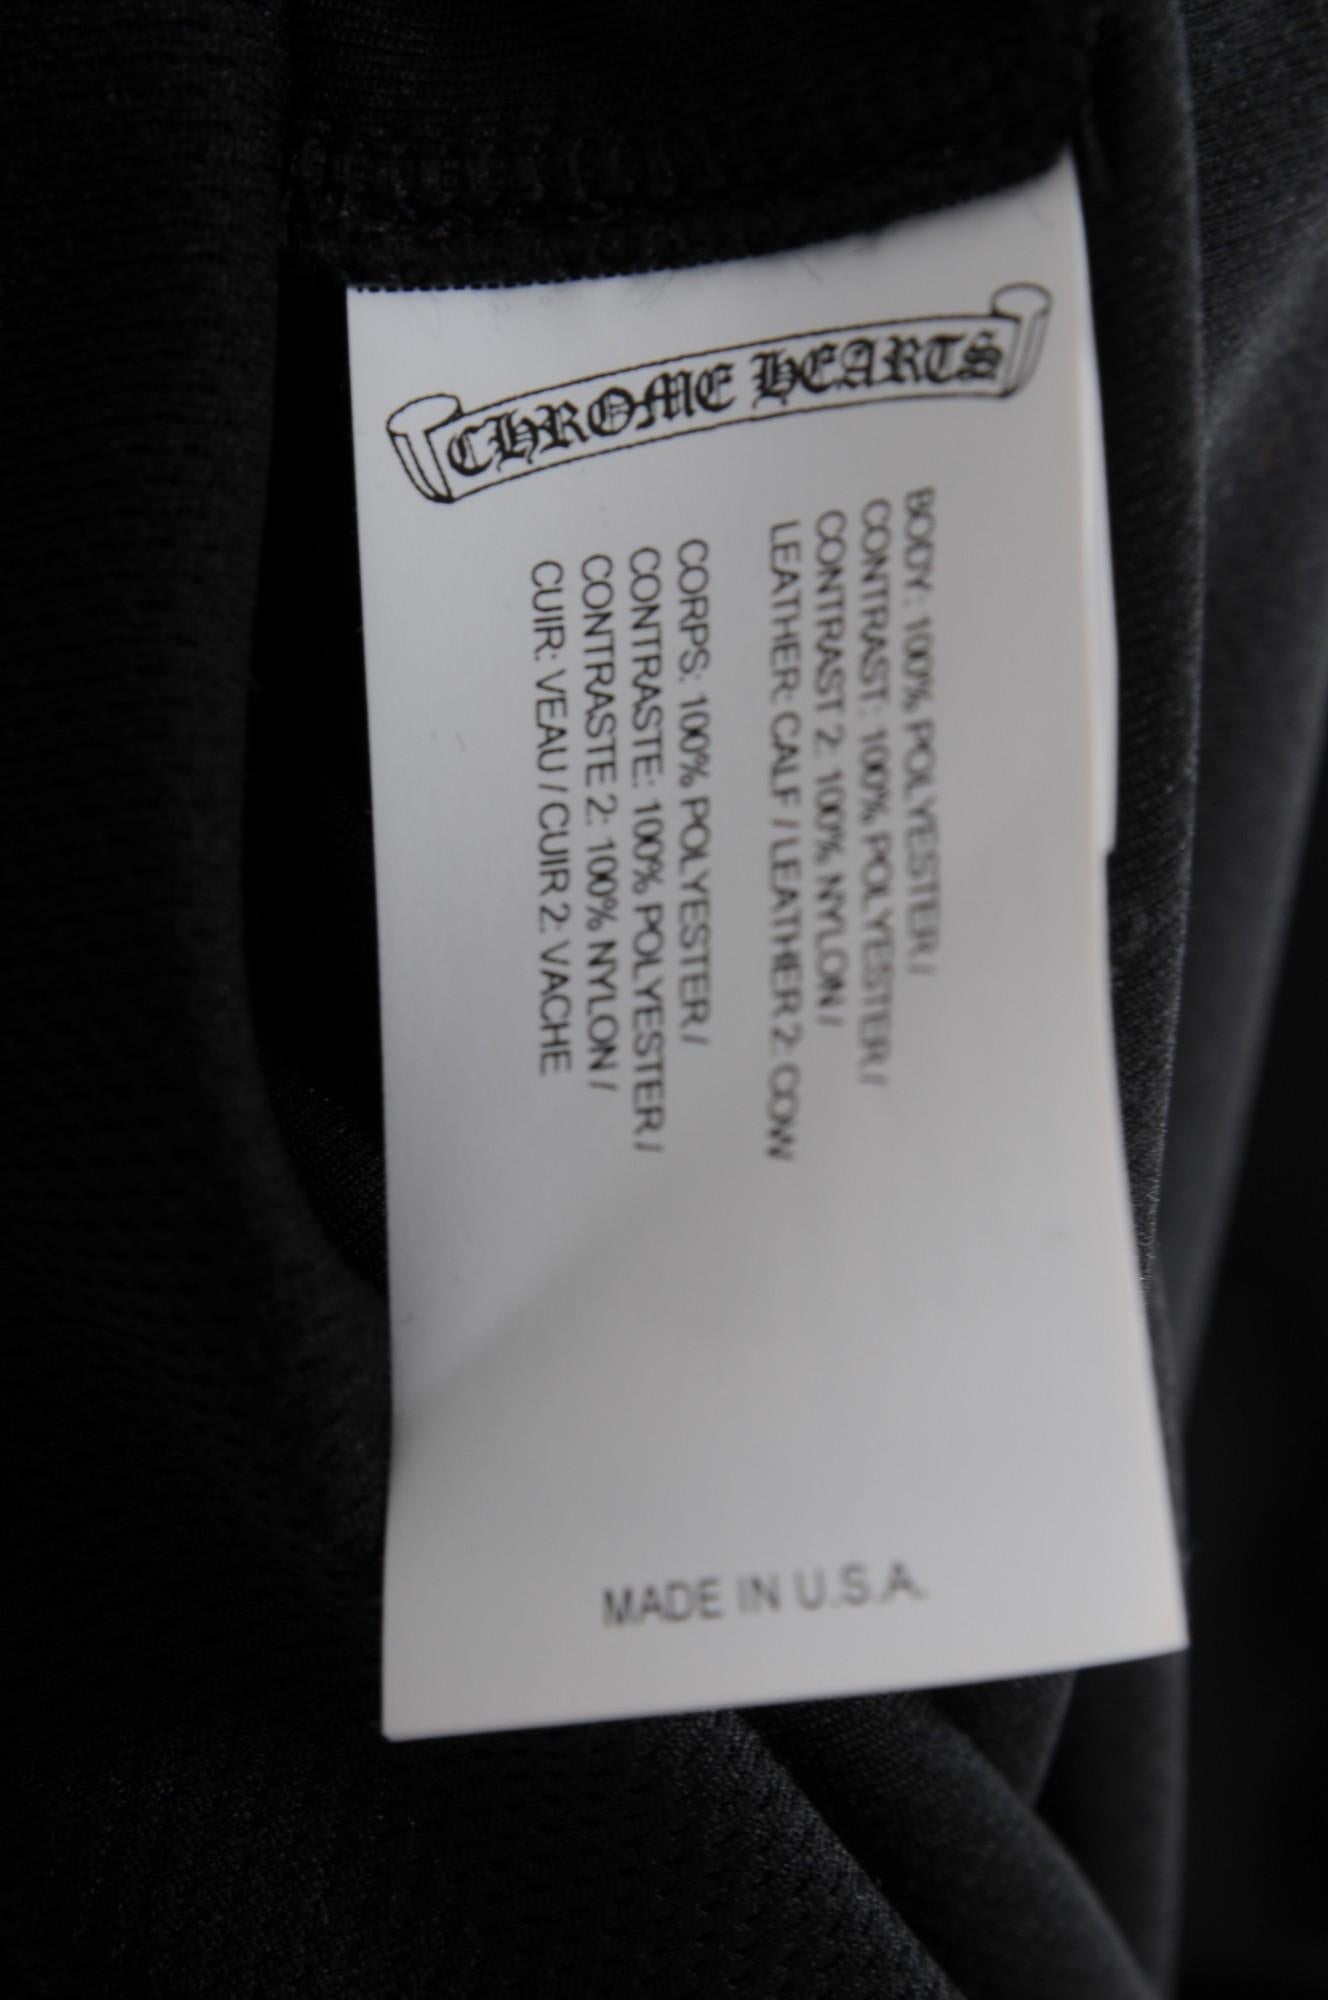 CHROME HEARTS
BODY: 100% POLYESTER /
CONTRAST: 100% POLYESTER /
CONTRAST 2: 100% NYLON /
LEATHER: CALF / LEATHER 2: COW
CORPS: 100% POLYESTER /
CONTRASTE: 100% POLYESTER /
CONTRASTE 2: 100% NYLON /
CUIR: VEAU / CUIR 2: VACHE
MADE IN U.S.A.